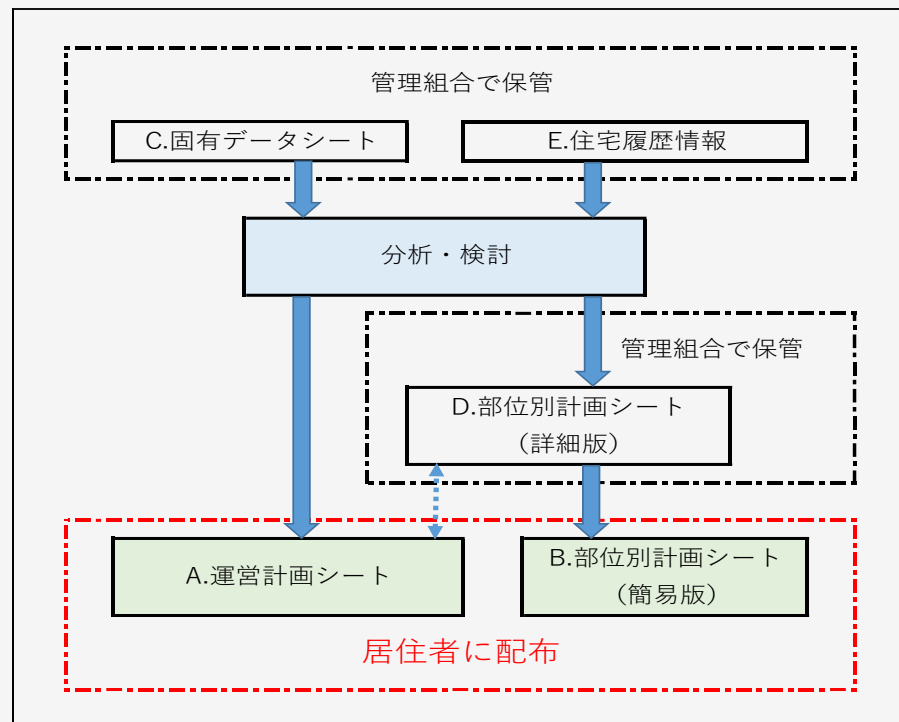 管理組合で保管
C.固有データシート
E.住宅履歴情報
分析・検討
管理組合で保管
D.部位別計画シート
（詳細版）
A.運営計画シート
B.部位別計画シート
（簡易版）
居住者に配布